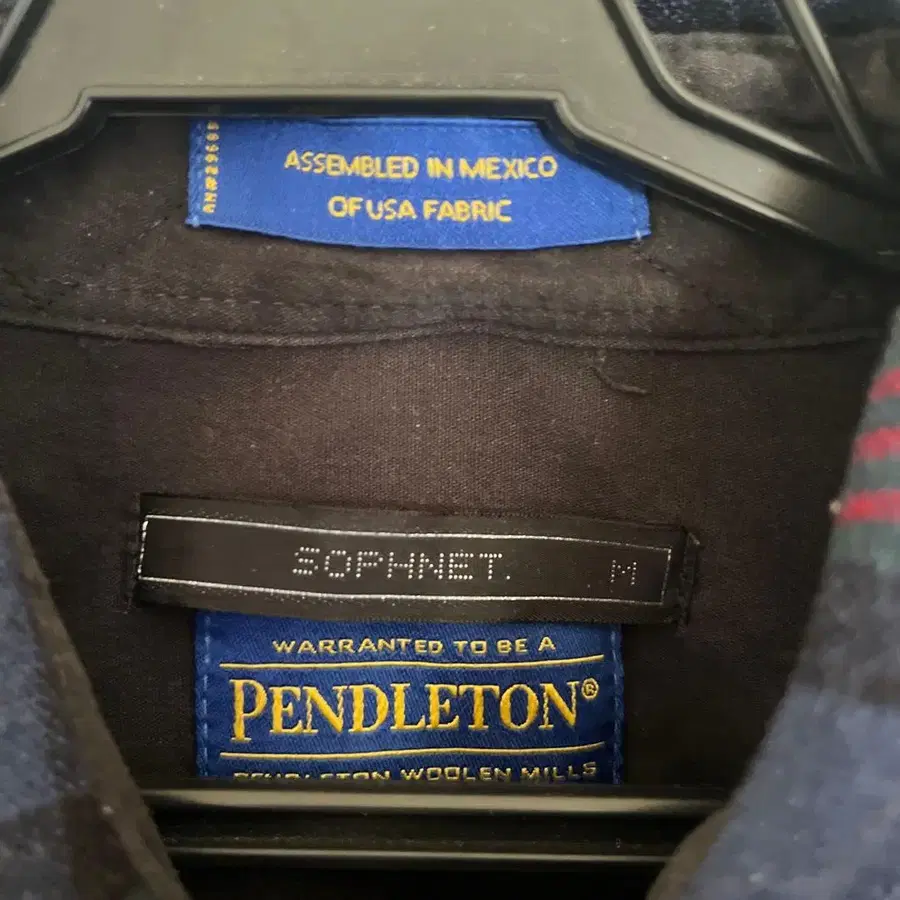 ASSEMBLED IN MEXICO
OF USA FABRIC
SOPHNET. M
WARRANTED TO BE A
PENDLETON®
PENDLETON WOOLEN MILLS